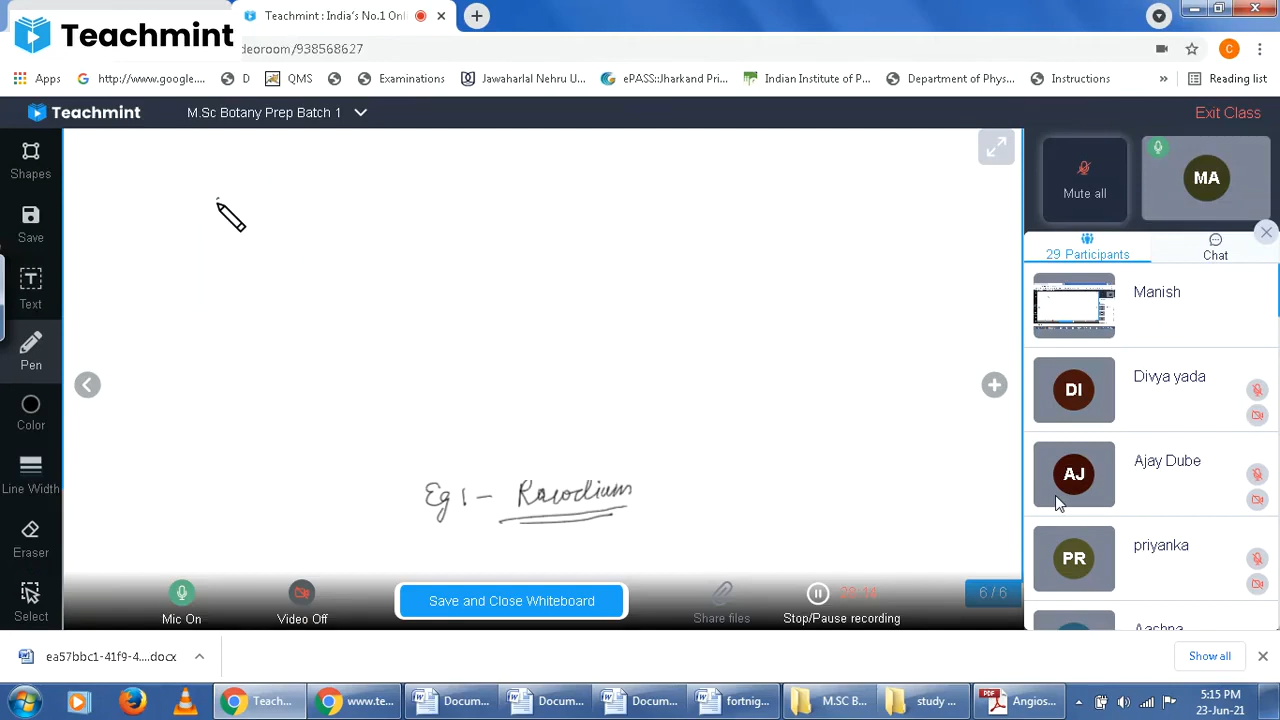 Teachmint
Teachmint : India's No.1 Onl
deoroom/938568627
C
Apps
http://www.google....
D
QMS
Examinations
Jawaharlal Nehru U...
ePASS::Jharkand Pri...
Indian Institute of P...
Department of Phys...
Instructions
»
Reading list
Teachmint
M.Sc Botany Prep Batch 1
Exit Class
Shapes
Save
Text
Pen
Color
Line Width
Eraser
Select
Mute all
MA
29 Participants
Chat
Manish
DI
Divya yada
AJ
Ajay Dube
PR
priyanka
Aashna
Eg :- Racodium
Mic On
Video Off
Save and Close Whiteboard
Share files
Stop/Pause recording
6 / 6
ea57bbc1-41f9-4....docx
Show all
Teach...
www.te...
Docum...
Docum...
Docum...
fortnig...
M.SC B...
study ...
Angios...
5:15 PM
23-Jun-21